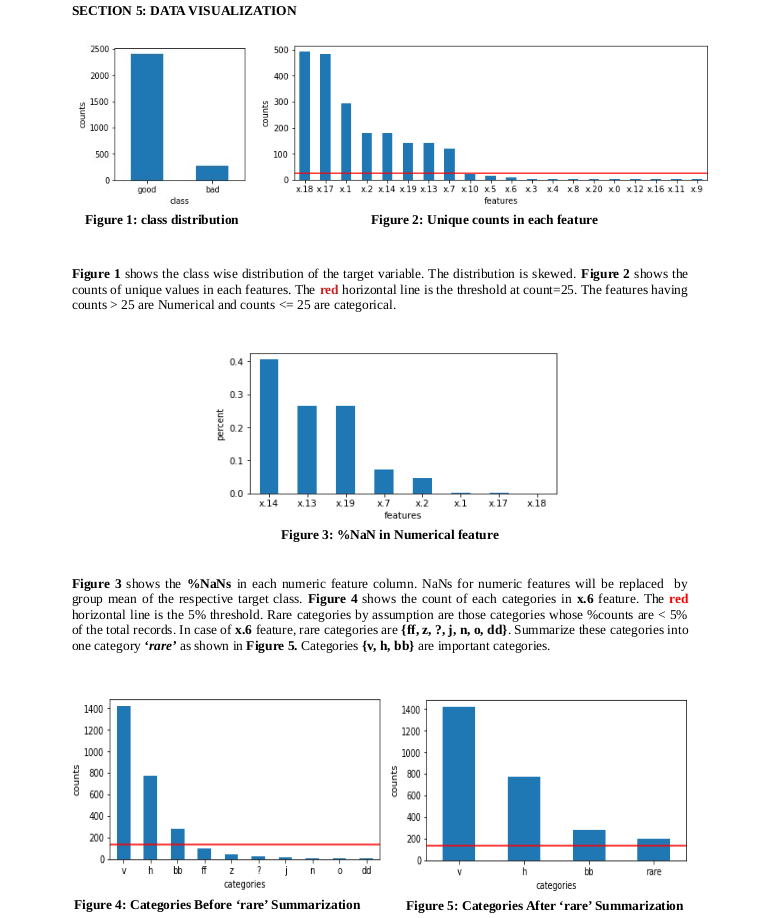 SECTION 5: DATA VISUALIZATION
2500
2000
1500
1000
500
0
counts
good bad
class
Figure 1: class distribution
500
400
300
200
100
0
counts
x.18 x.17 x.1 x.2 x.14 x.19 x.13 x.7 x.10 x.5 x.6 x.3 x.4 x.8 x.20 x.0 x.12 x.16 x.11 x.9
features
Figure 2: Unique counts in each feature
Figure 1 shows the class wise distribution of the target variable. The distribution is skewed. Figure 2 shows the
counts of unique values in each features. The red horizontal line is the threshold at count=25. The features having
counts > 25 are Numerical and counts <= 25 are categorical.
0.4
0.3
0.2
0.1
0.0
percent
x.14 x.13 x.19 x.7 x.2 x.1 x.17 x.18
features
Figure 3: %NaN in Numerical feature
Figure 3 shows the %NaNs in each numeric feature column. NaNs for numeric features will be replaced by
group mean of the respective target class. Figure 4 shows the count of each categories in x.6 feature. The red
horizontal line is the 5% threshold. Rare categories by assumption are those categories whose %counts are < 5%
of the total records. In case of x.6 feature, rare categories are {ff, z, ?, j, n, o, dd}. Summarize these categories into
one category ‘rare’ as shown in Figure 5. Categories {v, h, bb} are important categories.
1400
1200
1000
800
600
400
200
0
counts
v h bb ff z ? j n o dd
categories
Figure 4: Categories Before ‘rare’ Summarization
1400
1200
1000
800
600
400
200
0
counts
v h bb rare
categories
Figure 5: Categories After ‘rare’ Summarization